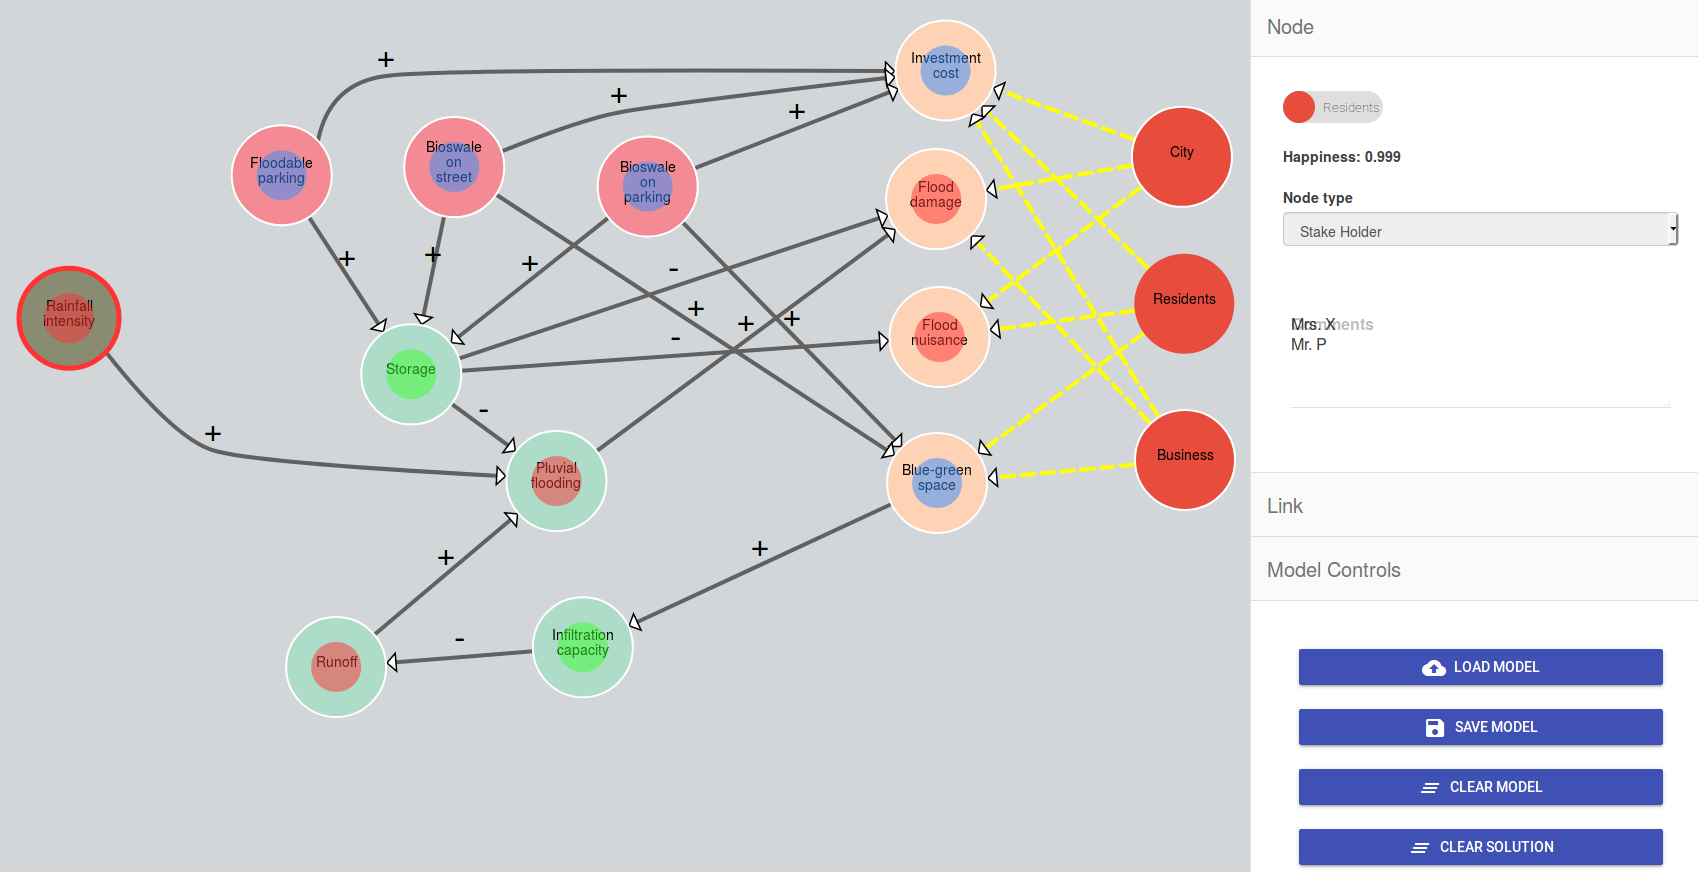 +
Investment
cost
+
+
Floodable
parking
Bioswale
on
street
Bioswale
on
parking
City
Flood
damage
+
+
+
-
Rainfall
intensity
+
+
+
-
Flood
nuisance
Residents
Storage
-
+
Pluvial
flooding
Blue-green
space
Business
+
+
-
Runoff
Infiltration
capacity
Node
Residents
Happiness: 0.999
Node type
Stake Holder
Comments
Mrs. X
Mr. P
Link
Model Controls
LOAD MODEL
SAVE MODEL
CLEAR MODEL
CLEAR SOLUTION